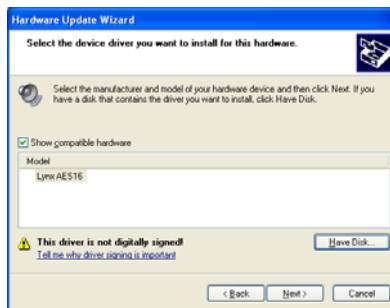 Hardware Update Wizard
Select the device driver you want to install for this hardware.
Select the manufacturer and model of your hardware device and then click Next. If you
have a disk that contains the driver you want to install, click Have Disk.
Show compatible hardware
Model
Lynx AES16
This driver is not digitally signed!
Have Disk...
Tell me why driver signing is important
< Back
Next >
Cancel